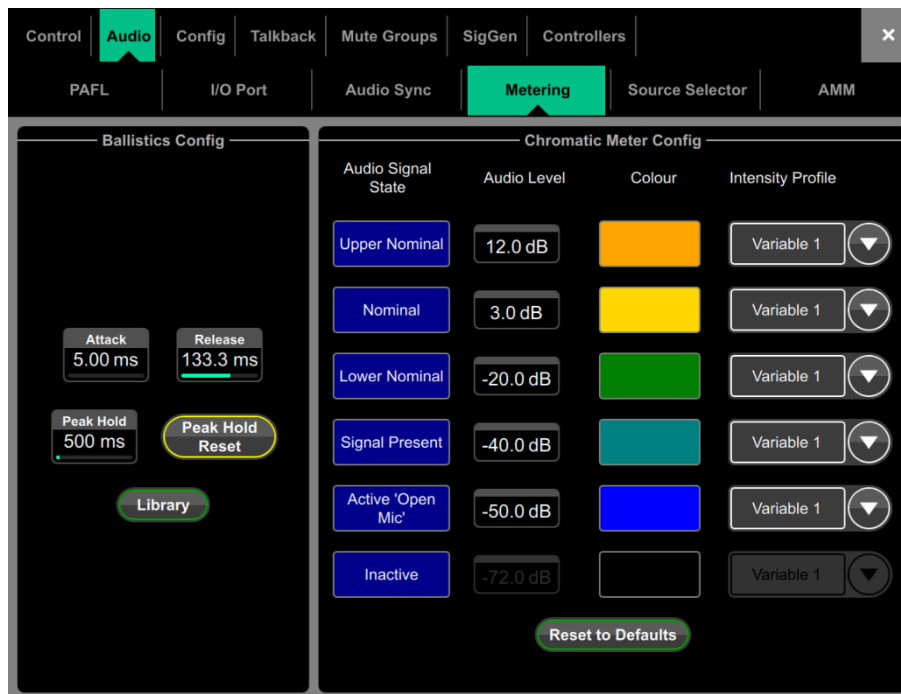 Control Audio Config Talkback Mute Groups SigGen Controllers ×
PAFL I/O Port Audio Sync Metering Source Selector AMM
Ballistics Config
Attack
5.00 ms
Release
133.3 ms
Peak Hold
500 ms
Peak Hold
Reset
Library
Chromatic Meter Config
Audio Signal
State
Audio Level
Colour
Intensity Profile
Upper Nominal
12.0 dB
Variable 1
Nominal
3.0 dB
Variable 1
Lower Nominal
-20.0 dB
Variable 1
Signal Present
-40.0 dB
Variable 1
Active 'Open
Mic'
-50.0 dB
Variable 1
Inactive
-72.0 dB
Variable 1
Reset to Defaults